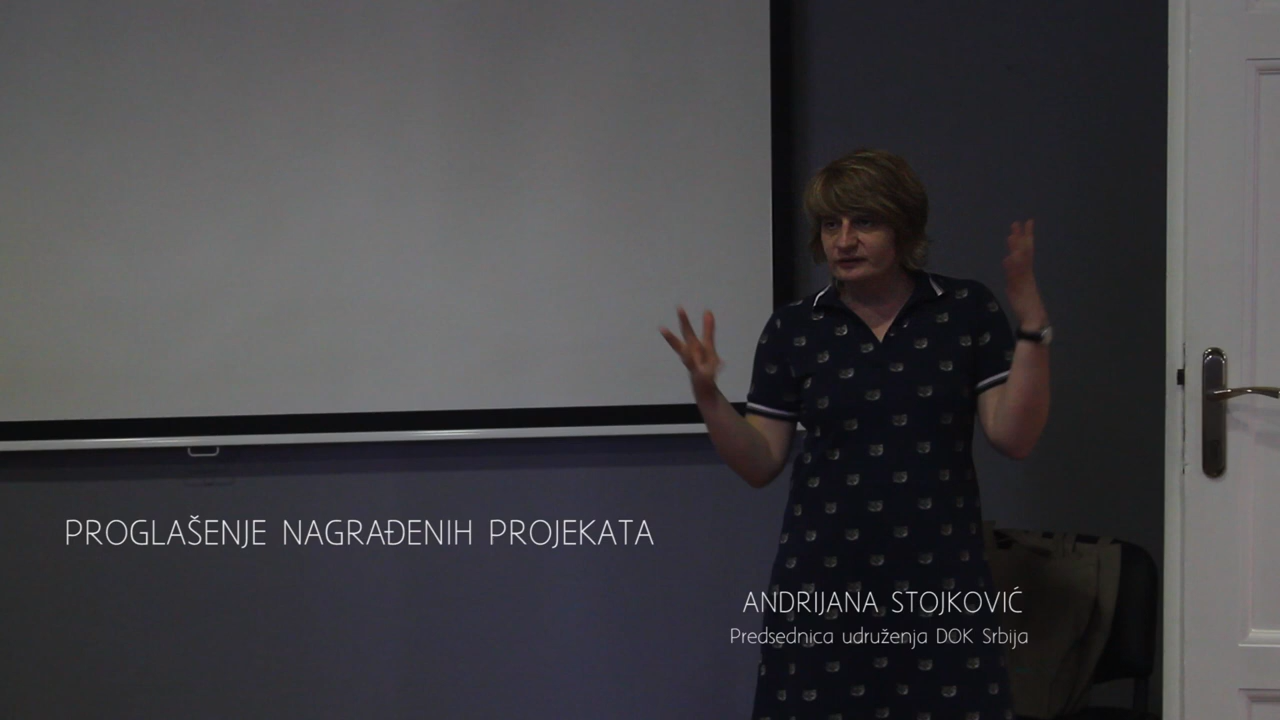 PROGLAŠENJE NAGRAĐENIH PROJEKATA
ANDRIJANA STOJKOVIĆ
Predsednica udruženja DOK Srbija